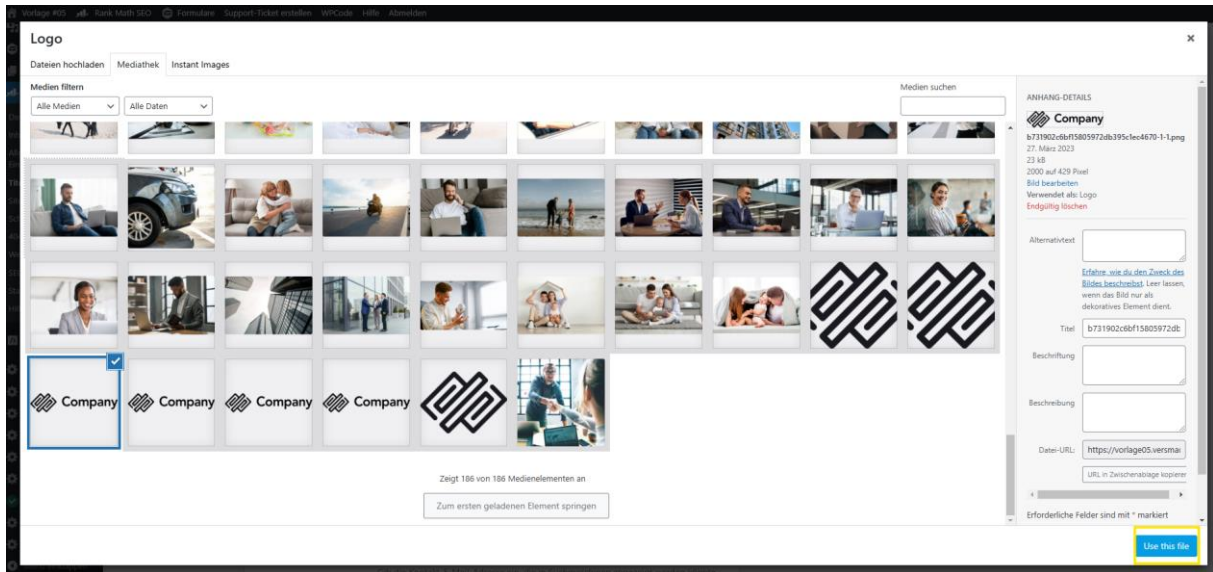 Vorlage #05 Rank Math SEO Formulare Support-Ticket erstellen WPCode Hilfe Abmelden
Logo
Dateien hochladen Mediathek Instant Images
Medien filtern
Alle Medien Alle Daten
Medien suchen
Company Company Company Company
Zeigt 186 von 186 Medienelementen an
Zum ersten geladenen Element springen
ANHANG-DETAILS
Company
b731902c6bf15805972db395c1ec4670-1-1.png
27. März 2023
23 kB
2000 auf 429 Pixel
Bild bearbeiten
Verwendet als: Logo
Endgültig löschen
Alternativtext
Erfahre, wie du den Zweck des
Bildes beschreibst. Leer lassen,
wenn das Bild nur als
dekoratives Element dient.
Titel b731902c6bf15805972db
Beschriftung
Beschreibung
Datei-URL: https://vorlage05.versma
URL in Zwischenablage kopieren
Erforderliche Felder sind mit * markiert
Use this file